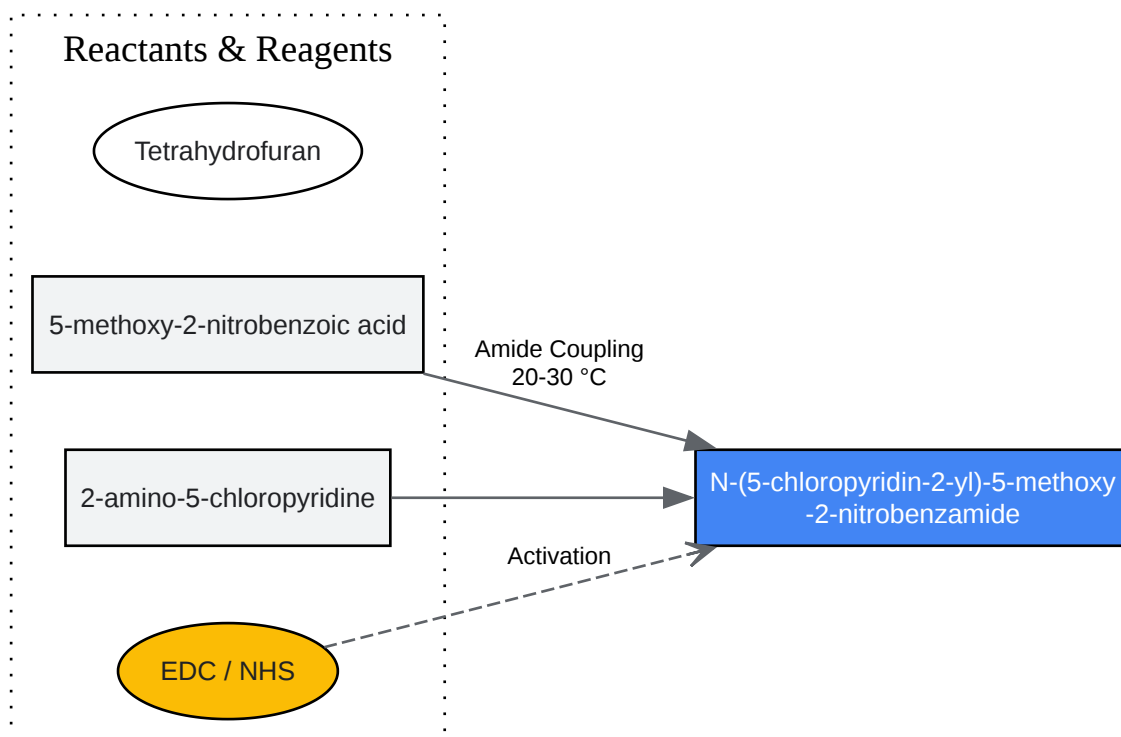 Reactants & Reagents
Tetrahydrofuran
5-methoxy-2-nitrobenzoic acid
Amide Coupling
20-30 °C
2-amino-5-chloropyridine
N-(5-chloropyridin-2-yl)-5-methoxy
-2-nitrobenzamide
Activation
EDC / NHS